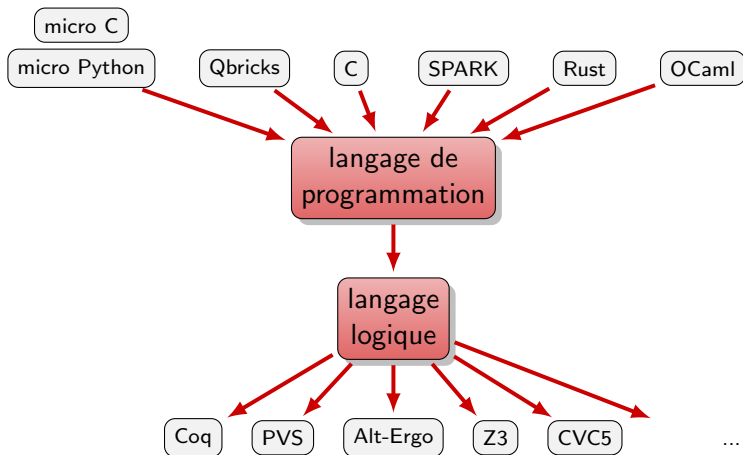 micro C
micro Python
Qbricks
C
SPARK
Rust
OCaml
langage de
programmation
langage
logique
Coq
PVS
Alt-Ergo
Z3
CVC5
...